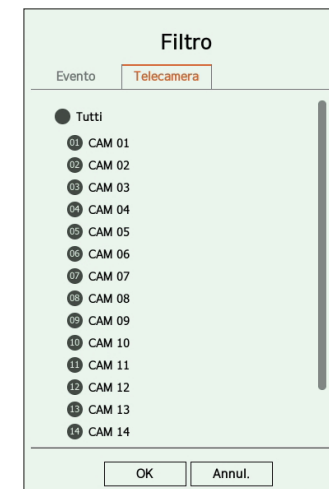 Filtro
Evento Telecamera
Tutti
01 CAM 01
02 CAM 02
03 CAM 03
04 CAM 04
05 CAM 05
06 CAM 06
07 CAM 07
08 CAM 08
09 CAM 09
10 CAM 10
11 CAM 11
12 CAM 12
13 CAM 13
14 CAM 14
OK Annul.